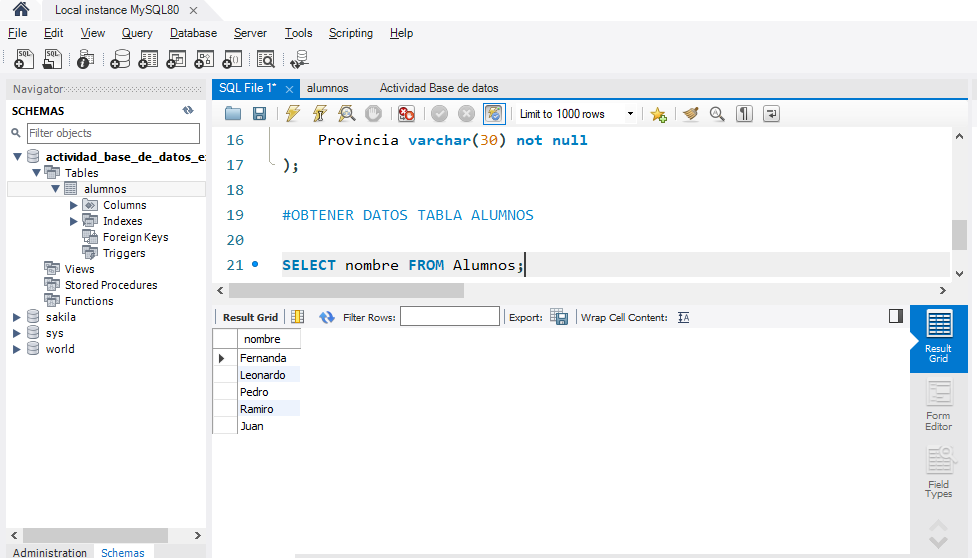 Local instance MySQL80
File Edit View Query Database Server Tools Scripting Help
Navigator
SCHEMAS
Filter objects
actividad_base_de_datos_e
Tables
alumnos
Columns
Indexes
Foreign Keys
Triggers
Views
Stored Procedures
Functions
sakila
sys
world
Administration Schemas
SQL File 1* alumnos Actividad Base de datos
Limit to 1000 rows
16 Provincia varchar(30) not null
17 );
18
19 #OBTENER DATOS TABLA ALUMNOS
20
21 SELECT nombre FROM Alumnos;
Result Grid Filter Rows: Export: Wrap Cell Content:
nombre
Fernanda
Leonardo
Pedro
Ramiro
Juan
Result
Grid
Form
Editor
Field
Types